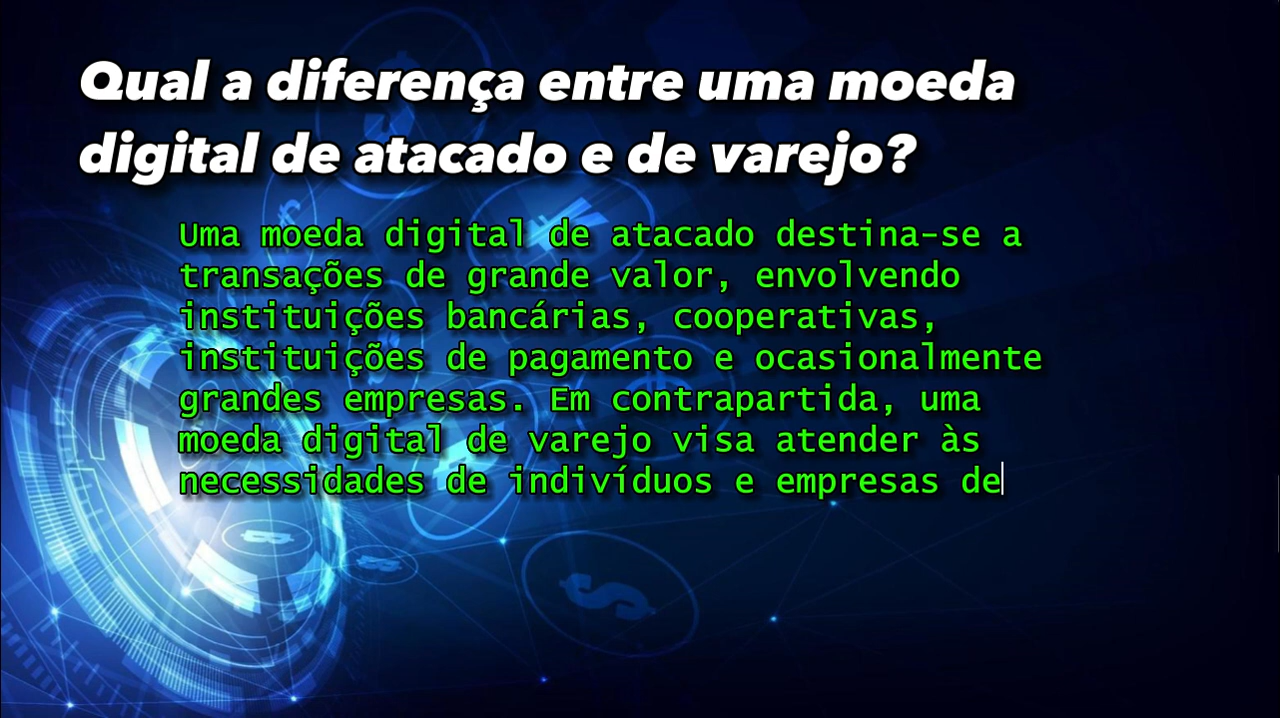 Qual a diferença entre uma moeda
digital de atacado e de varejo?
Uma moeda digital de atacado destina-se a
transações de grande valor, envolvendo
instituições bancárias, cooperativas,
instituições de pagamento e ocasionalmente
grandes empresas. Em contrapartida, uma
moeda digital de varejo visa atender às
necessidades de indivíduos e empresas de